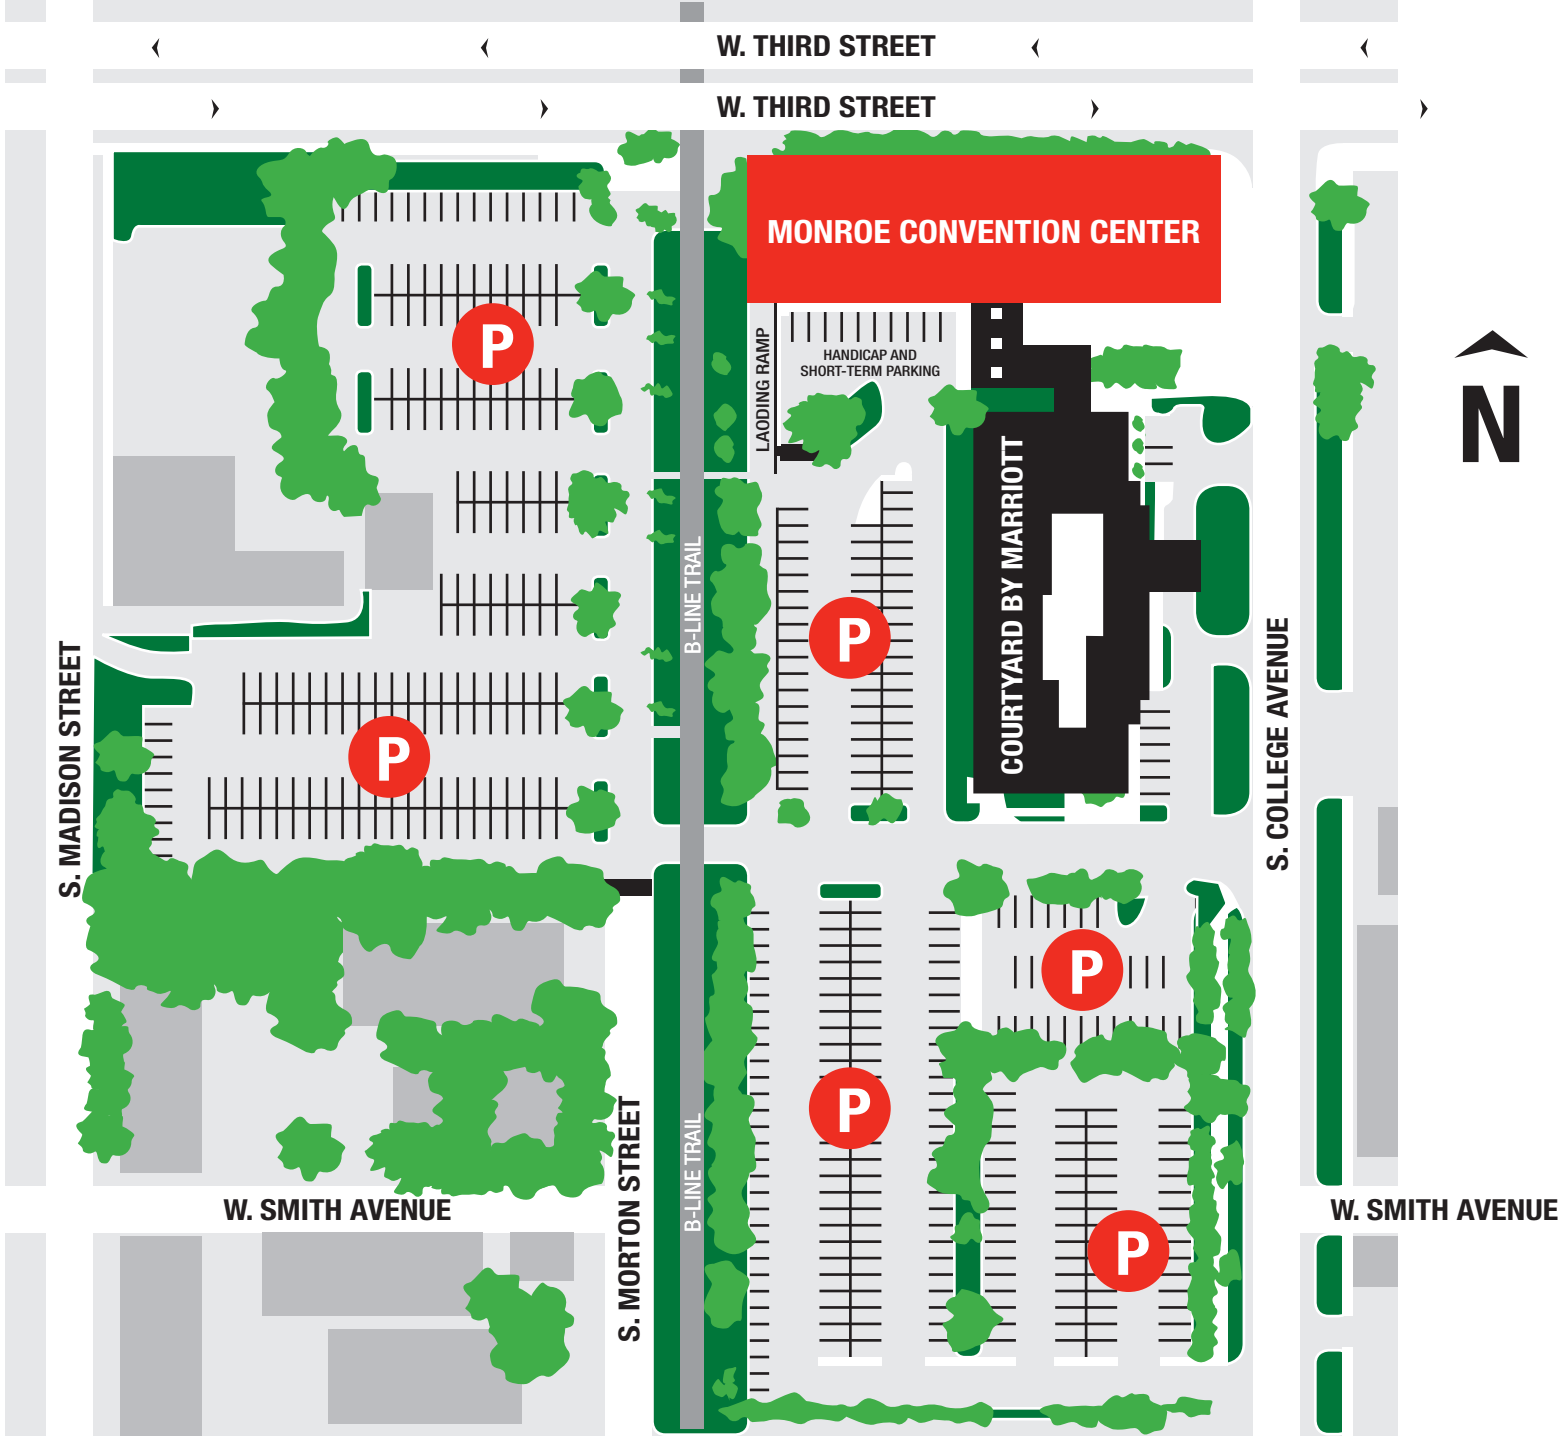 W. THIRD STREET
W. THIRD STREET
MONROE CONVENTION CENTER
P
LAODING RAMP
HANDICAP AND
SHORT-TERM PARKING
N
COURTYARD BY MARRIOTT
B-LINE TRAIL
P
S. MADISON STREET
S. COLLEGE AVENUE
P
P
P
B-LINE TRAIL
S. MORTON STREET
W. SMITH AVENUE
W. SMITH AVENUE
P